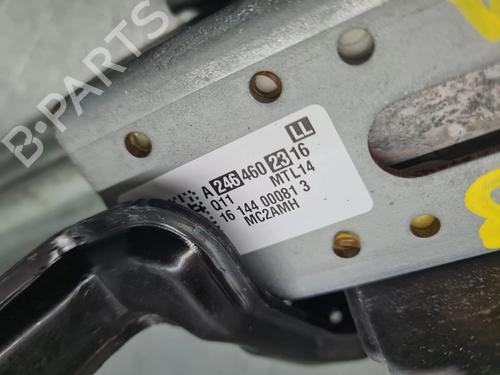 B-PARTS
LL
A 246 460 23 16
Q11 MTL14
16 144 00081 3
MC2AMH